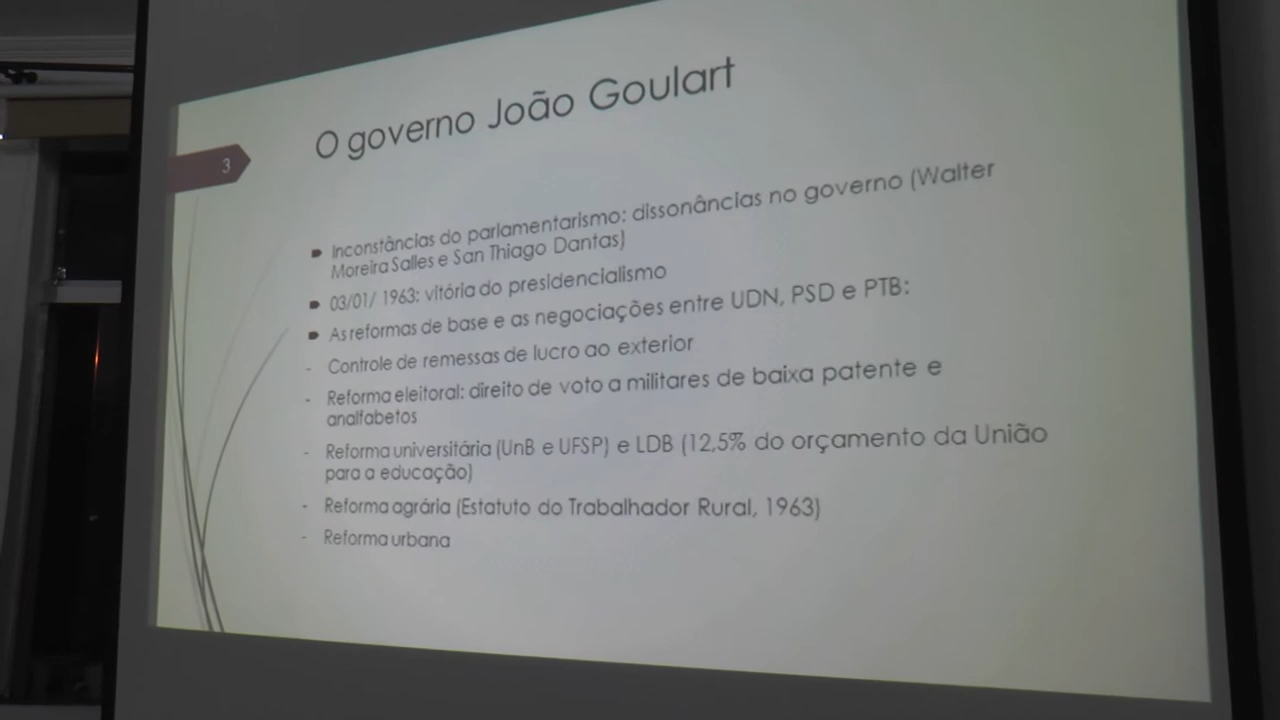 O governo João Goulart
3
Inconstâncias do parlamentarismo: dissonâncias no governo (Walter
Moreira Salles e San Thiago Dantas)
03/01/ 1963: vitória do presidencialismo
As reformas de base e as negociações entre UDN, PSD e PTB:
- Controle de remessas de lucro ao exterior
- Reforma eleitoral: direito de voto a militares de baixa patente e
analfabetos
- Reforma universitária (UnB e UFSP) e LDB (12,5% do orçamento da União
para a educação)
- Reforma agrária (Estatuto do Trabalhador Rural, 1963)
- Reforma urbana